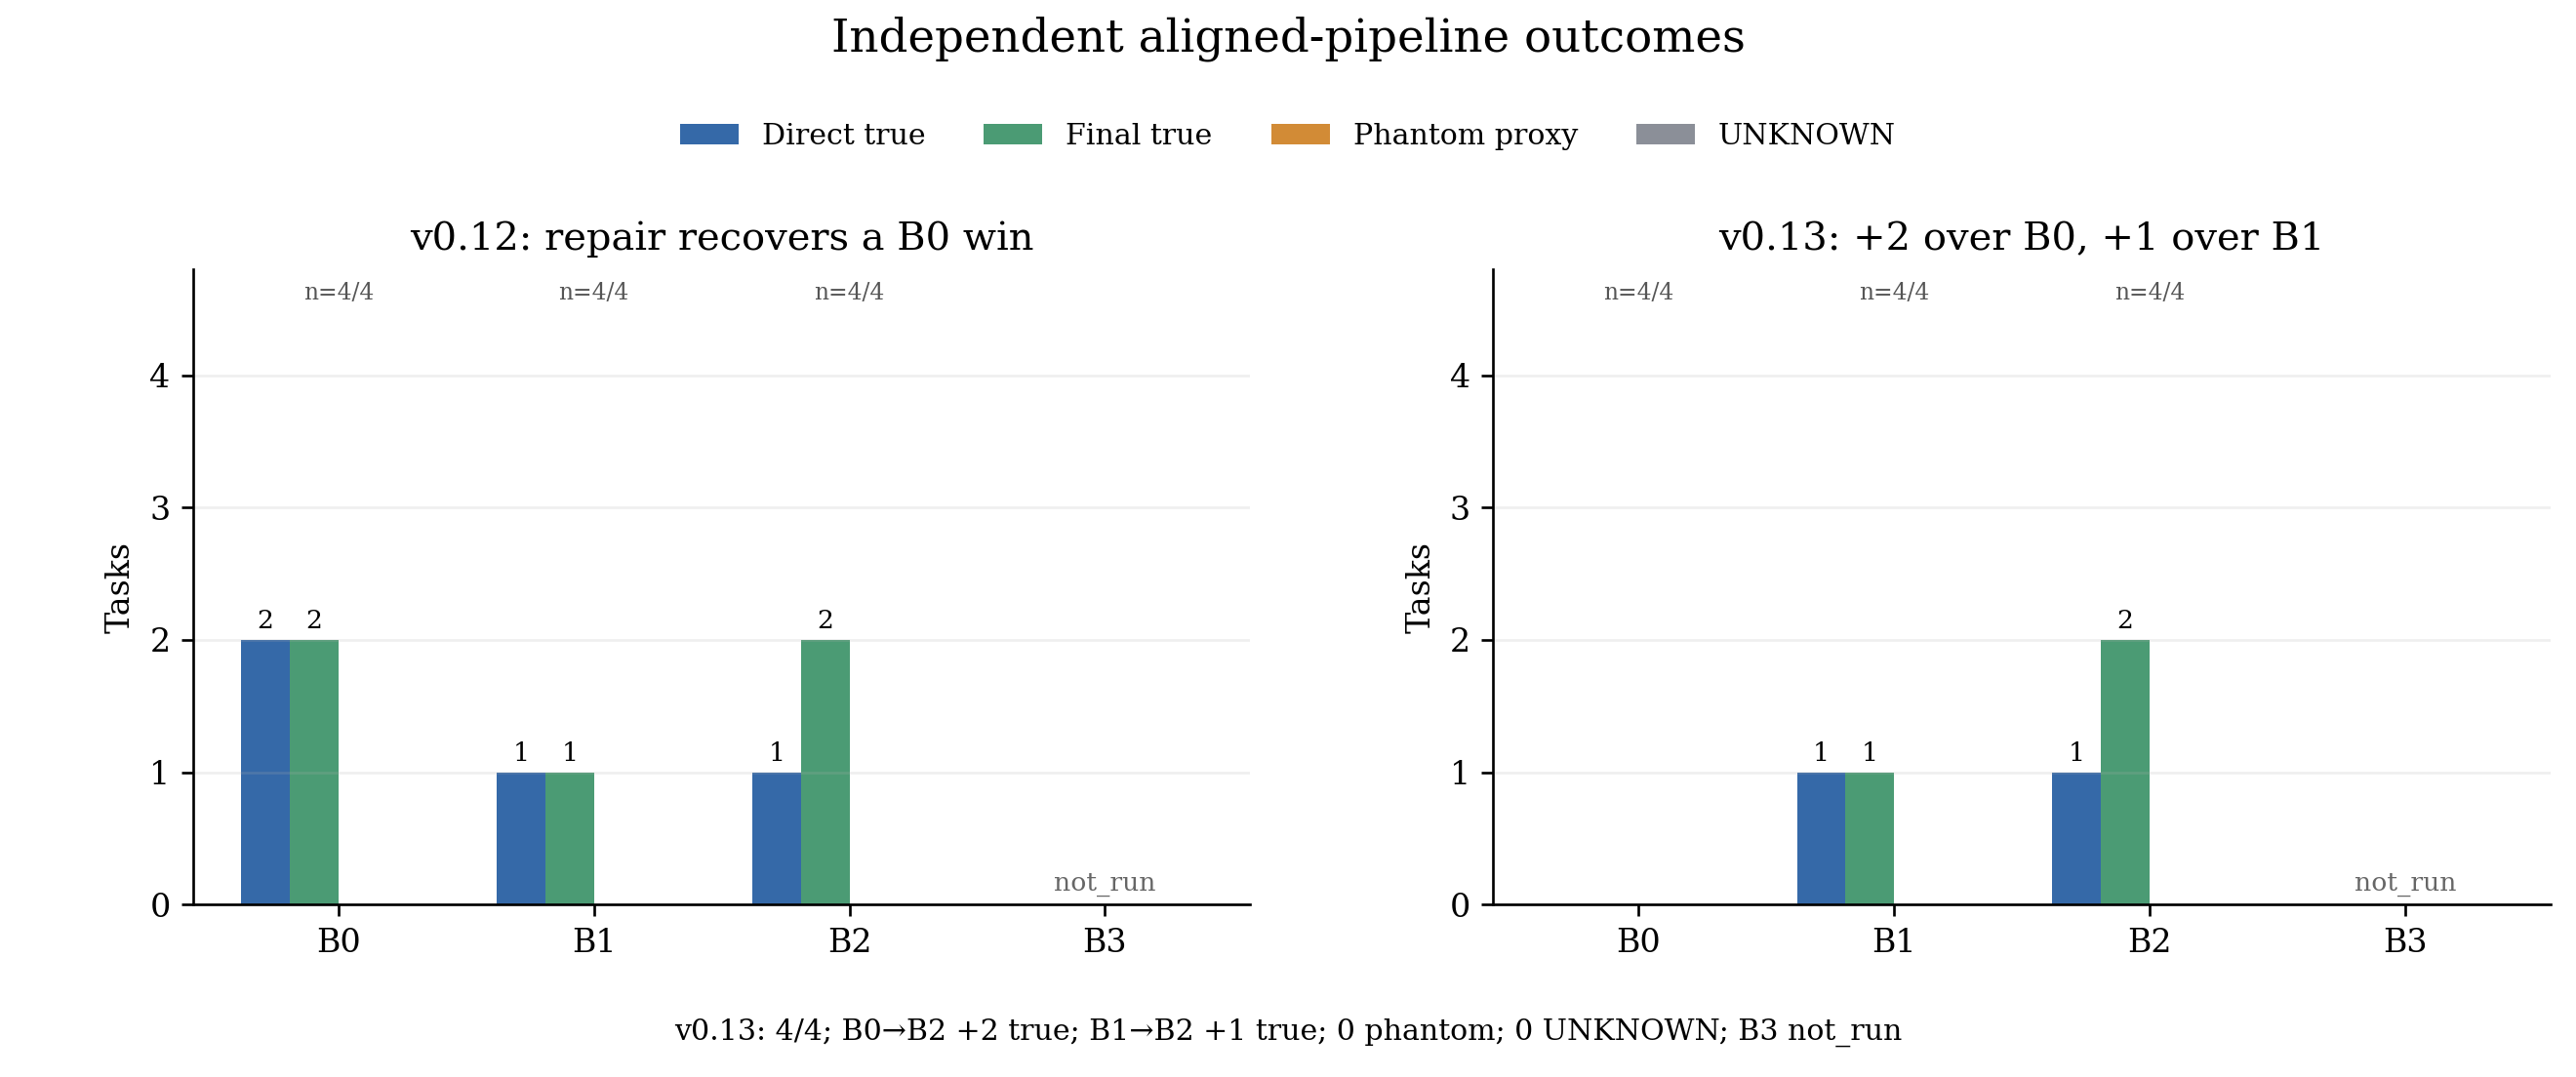 Independent aligned-pipeline outcomes
Direct true
Final true
Phantom proxy
UNKNOWN
v0.12: repair recovers a B0 win
n=4/4
n=4/4
n=4/4
4
3
2
1
0
Tasks
2
2
1
1
1
2
not_run
B0
B1
B2
B3
v0.13: +2 over B0, +1 over B1
n=4/4
n=4/4
n=4/4
4
3
2
1
0
Tasks
1
1
1
2
not_run
B0
B1
B2
B3
v0.13: 4/4; B0→B2 +2 true; B1→B2 +1 true; 0 phantom; 0 UNKNOWN; B3 not_run